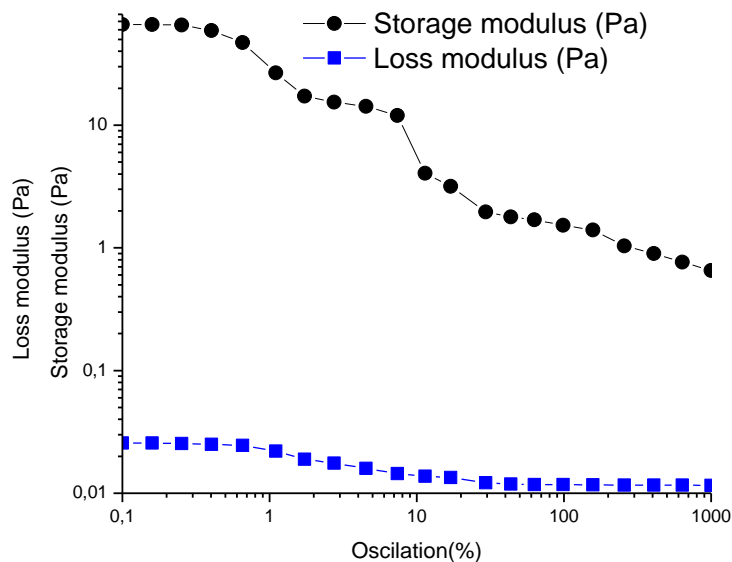 Storage modulus (Pa)
Loss modulus (Pa)
Loss modulus (Pa)
Storage modulus (Pa)
10
1
0,1
0,01
0,1
1
10
100
1000
Oscilation(%)